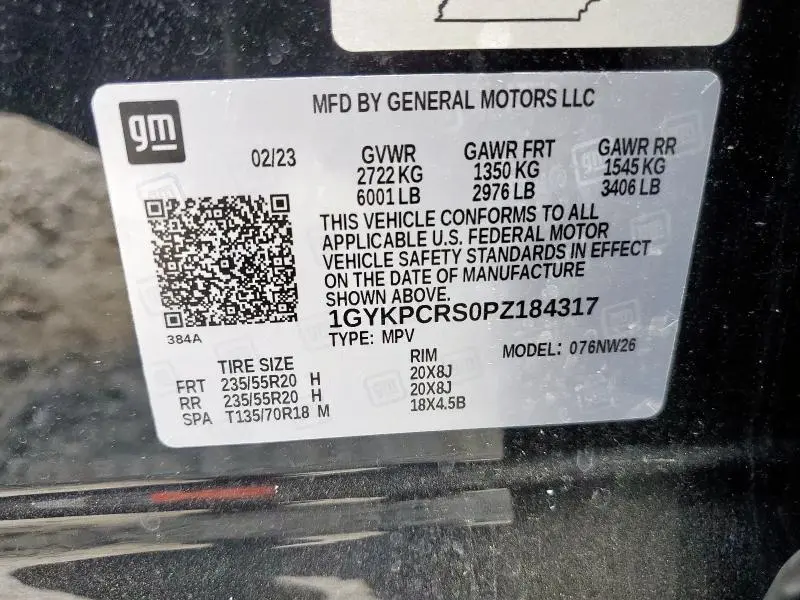 MFD BY GENERAL MOTORS LLC
gm
02/23
GVWR GAWR FRT GAWR RR
2722 KG 1350 KG 1545 KG
6001 LB 2976 LB 3406 LB
THIS VEHICLE CONFORMS TO ALL
APPLICABLE U.S. FEDERAL MOTOR
VEHICLE SAFETY STANDARDS IN EFFECT
ON THE DATE OF MANUFACTURE
SHOWN ABOVE.
1GYKPCRS0PZ184317
384A
TYPE: MPV
MODEL: 076NW26
TIRE SIZE RIM
FRT 235/55R20 H 20X8J
RR 235/55R20 H 20X8J
SPA T135/70R18 M 18X4.5B